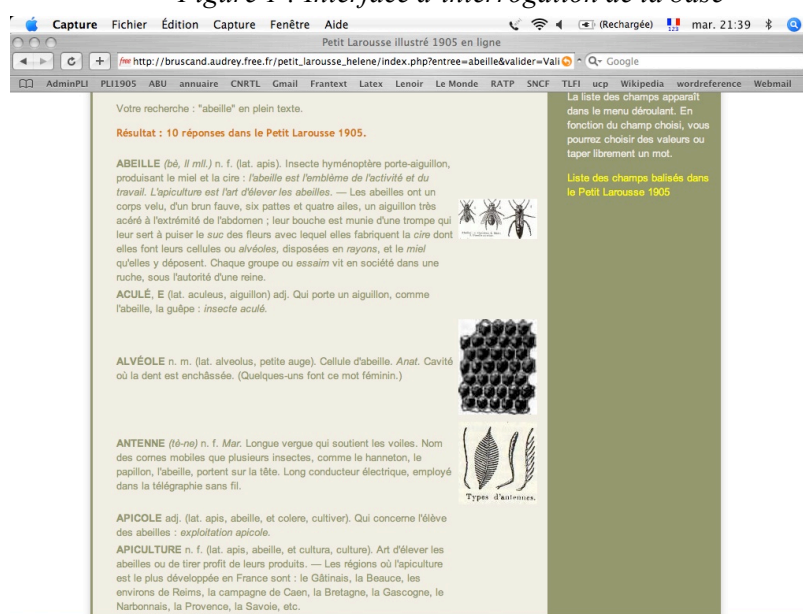 Figure 1 : Interface d'interrogation de la base
Capture Fichier Édition Capture Fenêtre Aide (Rechargée) 123 mar. 21:39
Petit Larousse illustré 1905 en ligne
free http://bruscand.audrey.free.fr/petit_larousse_helene/index.php?entree=abeille&valider=Vali Google
AdminPLI PLI1905 ABU annuaire CNRTL Gmail Frantext Latex Lenoir Le Monde RATP SNCF TLFI ucp Wikipedia wordreference Webmail
Votre recherche : "abeille" en plein texte.
Résultat : 10 réponses dans le Petit Larousse 1905.
ABEILLE (bè, ll mll.) n. f. (lat. apis). Insecte hyménoptère porte-aiguillon,
produisant le miel et la cire : l'abeille est l'emblème de l'activité et du
travail. L'apiculture est l'art d'élever les abeilles. — Les abeilles ont un
corps velu, d'un brun fauve, six pattes et quatre ailes, un aiguillon très
acéré à l'extrémité de l'abdomen ; leur bouche est munie d'une trompe qui
leur sert à puiser le suc des fleurs avec lequel elles fabriquent la cire dont
elles font leurs cellules ou alvéoles, disposées en rayons, et le miel
qu'elles y déposent. Chaque groupe ou essaim vit en société dans une
ruche, sous l'autorité d'une reine.
ACULÉ, E (lat. aculeus, aiguillon) adj. Qui porte un aiguillon, comme
l'abeille, la guêpe : insecte aculé.
ALVÉOLE n. m. (lat. alveolus, petite auge). Cellule d'abeille. Anat. Cavité
où la dent est enchâssée. (Quelques-uns font ce mot féminin.)
ANTENNE (tè-ne) n. f. Mar. Longue vergue qui soutient les voiles. Nom
des cornes mobiles que plusieurs insectes, comme le hanneton, le
papillon, l'abeille, portent sur la tête. Long conducteur électrique, employé
dans la télégraphie sans fil.
Types d'antennes.
APICOLE adj. (lat. apis, abeille, et colere, cultiver). Qui concerne l'élève
des abeilles : exploitation apicole.
APICULTURE n. f. (lat. apis, abeille, et cultura, culture). Art d'élever les
abeilles ou de tirer profit de leurs produits. — Les régions où l'apiculture
est le plus développée en France sont : le Gâtinais, la Beauce, les
environs de Reims, la campagne de Caen, la Bretagne, la Gascogne, le
Narbonnais, la Provence, la Savoie, etc.
La liste des champs apparaît
dans le menu déroulant. En
fonction du champ choisi, vous
pourrez choisir des valeurs ou
taper librement un mot.
Liste des champs balisés dans
le Petit Larousse 1905